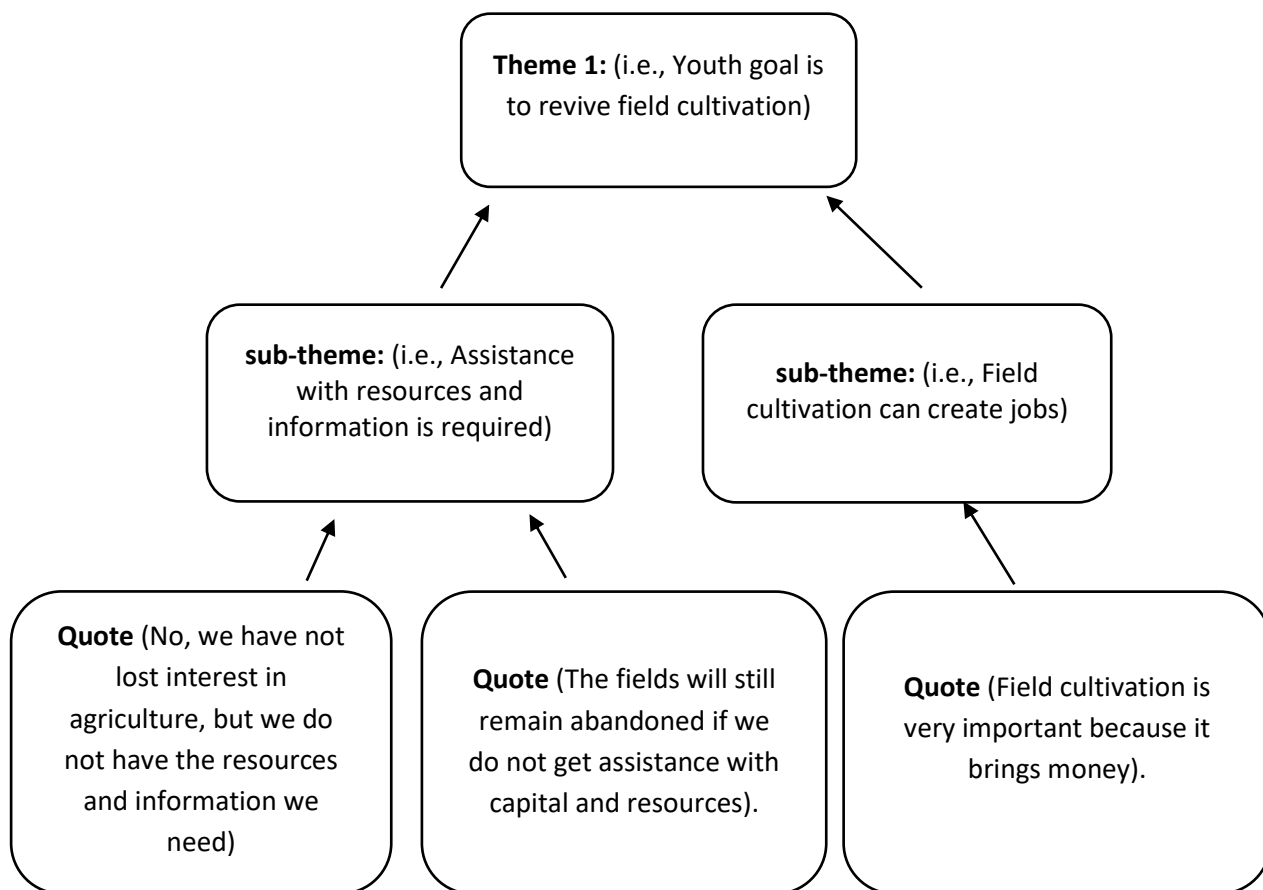 Theme 1: (i.e., Youth goal is
to revive field cultivation)
sub-theme: (i.e., Assistance
with resources and
information is required)
sub-theme: (i.e., Field
cultivation can create jobs)
Quote (No, we have not
lost interest in
agriculture, but we do
not have the resources
and information we
need)
Quote (The fields will still
remain abandoned if we
do not get assistance with
capital and resources).
Quote (Field cultivation is
very important because it
brings money).